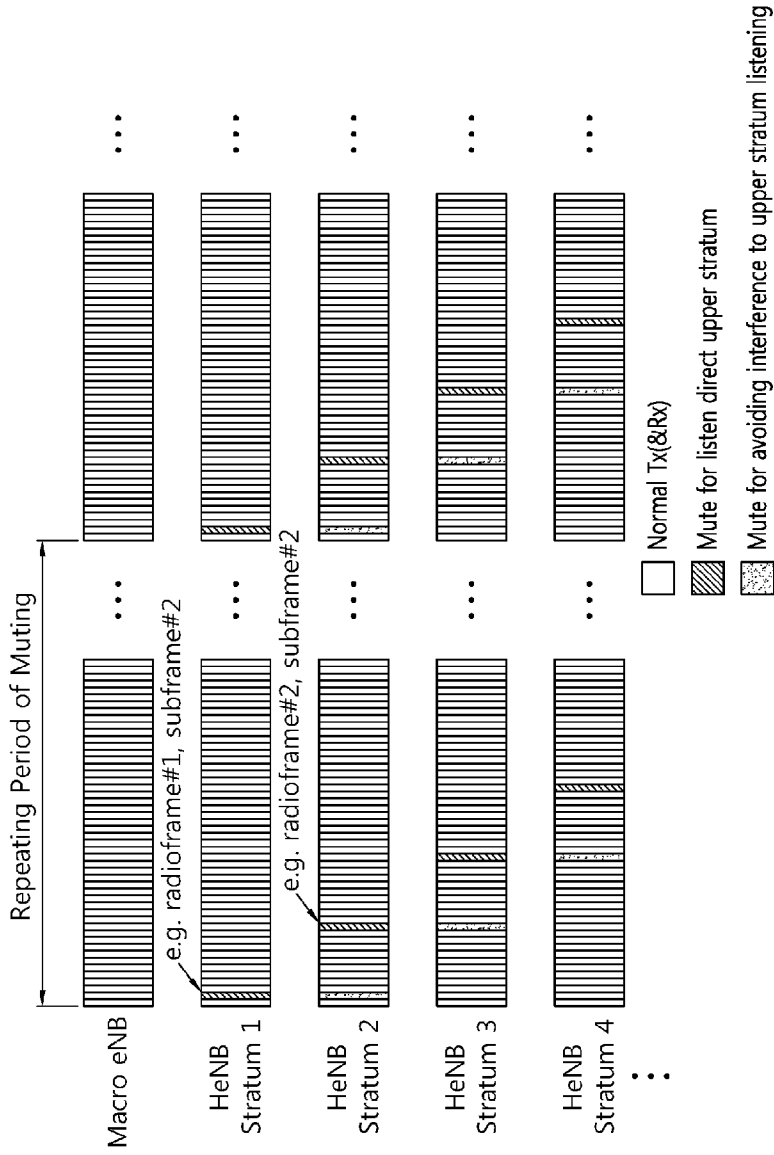 Repeating Period of Muting
Macro eNB
e.g. radioframe#1, subframe#2
HeNB
Stratum 1
e.g. radioframe#2, subframe#2
HeNB
Stratum 2
HeNB
Stratum 3
HeNB
Stratum 4
Normal Tx(&Rx)
Mute for listen direct upper stratum
Mute for avoiding interference to upper stratum listening